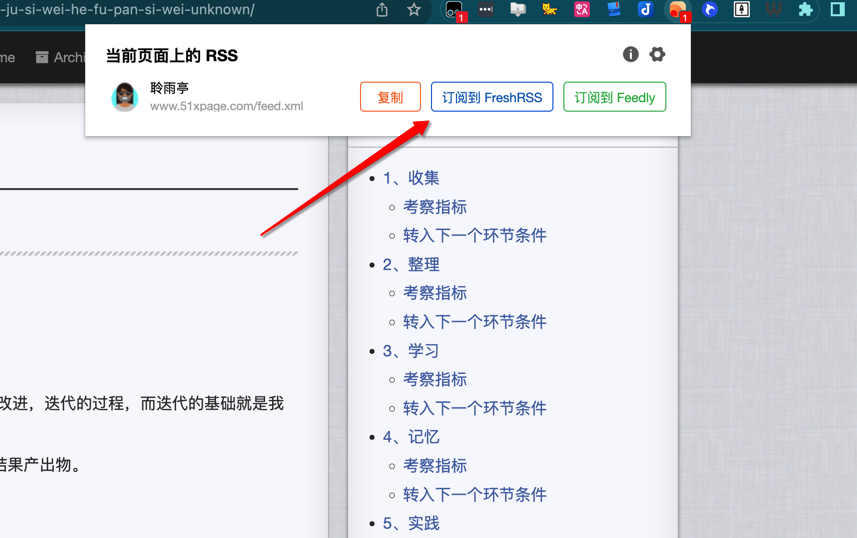 -ju-si-wei-he-fu-pan-si-wei-unknown/
1
1
me
Archi
当前页面上的 RSS
聆雨亭
www.51xpage.com/feed.xml
复制
订阅到 FreshRSS
订阅到 Feedly
1、收集
考察指标
转入下一个环节条件
2、整理
考察指标
转入下一个环节条件
3、学习
考察指标
转入下一个环节条件
改进，迭代的过程，而迭代的基础就是我
4、记忆
考察指标
结果产出物。
转入下一个环节条件
5、实践